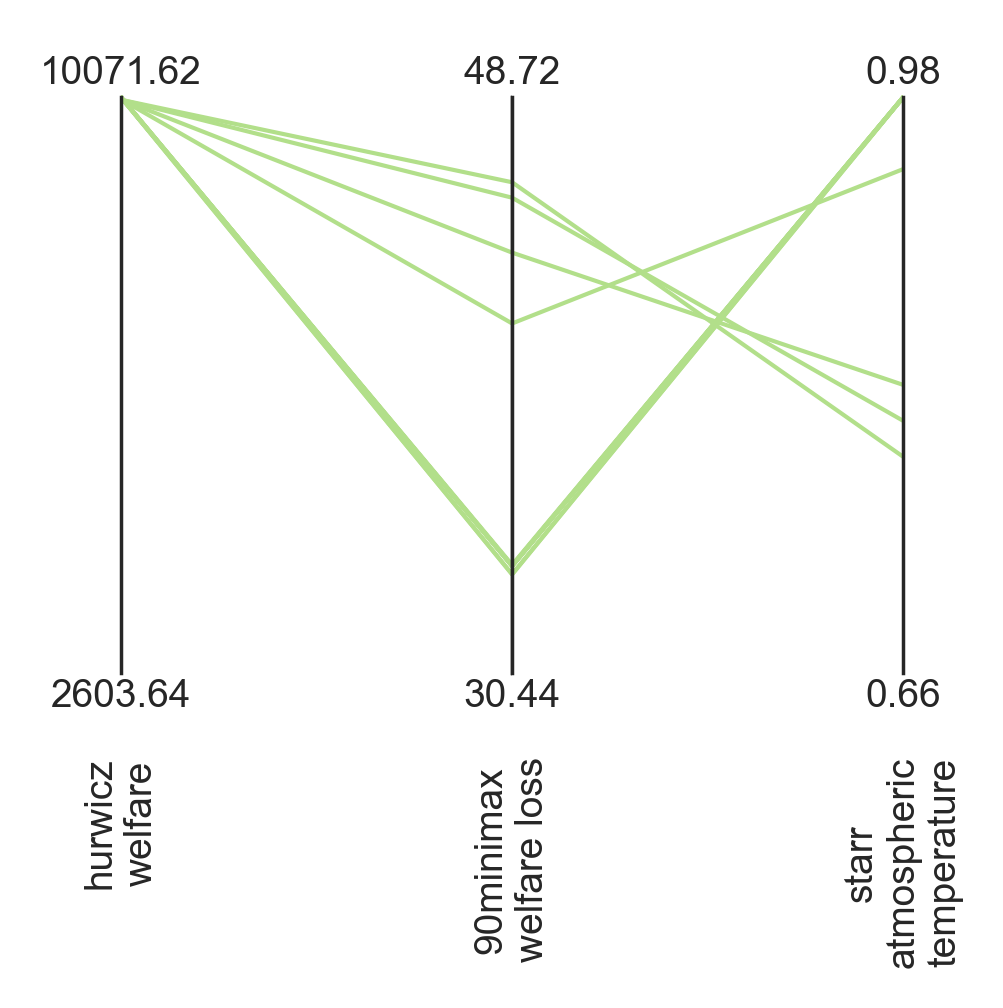 10071.62
48.72
0.98
2603.64
30.44
0.66
hurwicz
welfare
90minimax
welfare loss
starr
atmospheric
temperature